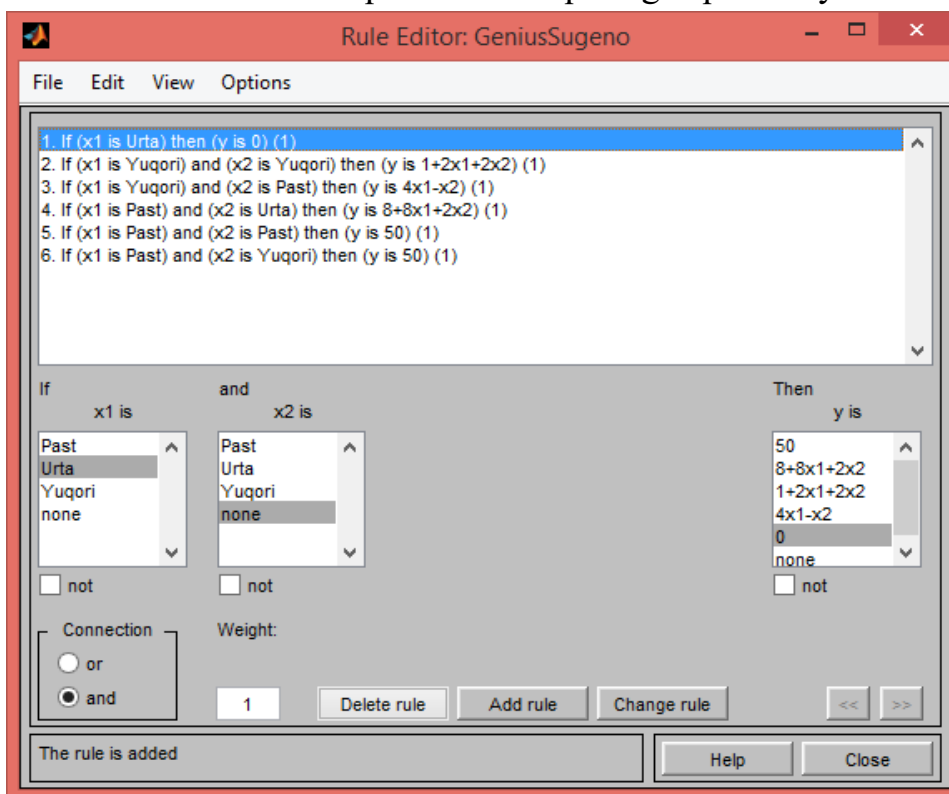 Rule Editor: GeniusSugeno
File Edit View Options
1. If (x1 is Urta) then (y is 0) (1)
2. If (x1 is Yuqori) and (x2 is Yuqori) then (y is 1+2x1+2x2) (1)
3. If (x1 is Yuqori) and (x2 is Past) then (y is 4x1-x2) (1)
4. If (x1 is Past) and (x2 is Urta) then (y is 8+8x1+2x2) (1)
5. If (x1 is Past) and (x2 is Past) then (y is 50) (1)
6. If (x1 is Past) and (x2 is Yuqori) then (y is 50) (1)
If and Then
x1 is x2 is y is
Past Past 50
Urta Urta 8+8x1+2x2
Yuqori Yuqori 1+2x1+2x2
none none 4x1-x2
0
none
not not not
Connection Weight:
or
and 1 Delete rule Add rule Change rule << >>
The rule is added Help Close